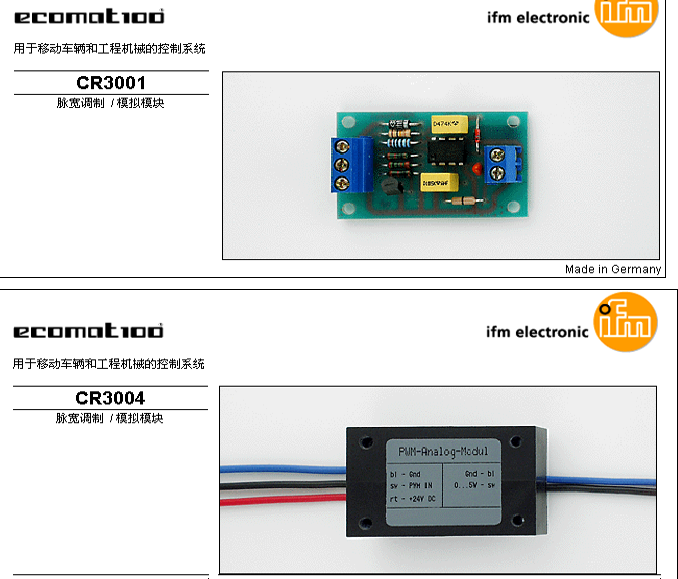 ecomat100
ifm electronic
ifm
用于移动车辆和工程机械的控制系统
CR3001
脉宽调制 / 模拟模块
Made in Germany
ecomat100
ifm electronic
ifm
用于移动车辆和工程机械的控制系统
CR3004
脉宽调制 / 模拟模块
PWM-Analog-Modul
bl - Gnd
Gnd - bl
sw - PWM IN
0...5V - sw
rt - +24V DC